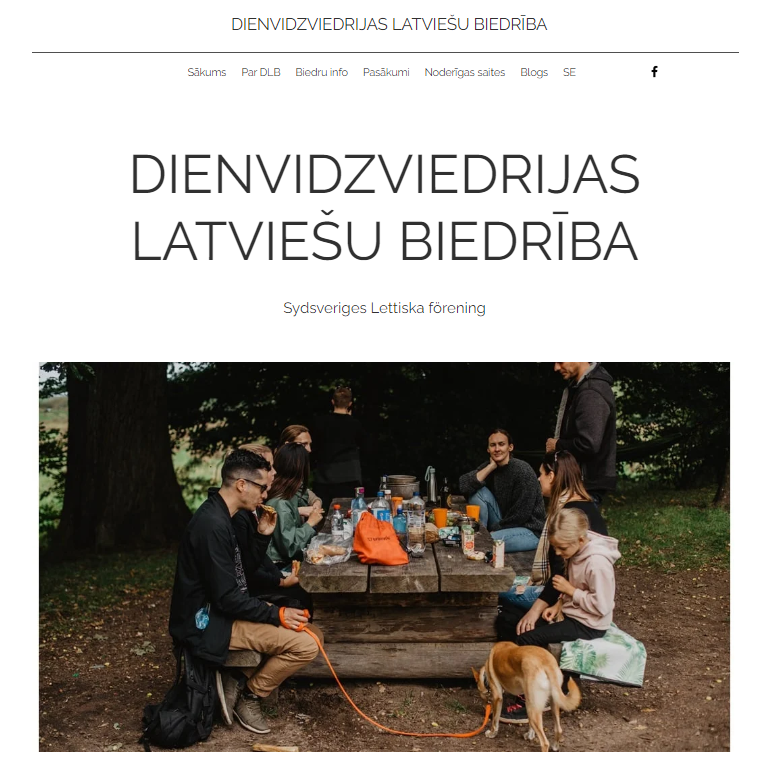 DIENVIDZVIEDRIJAS LATVIEŠU BIEDRĪBA
Sākums Par DLB Biedru info Pasākumi Noderīgas saites Blogs SE
DIENVIDZVIEDRIJAS
LATVIEŠU BIEDRĪBA
Sydsveriges Lettiska förening